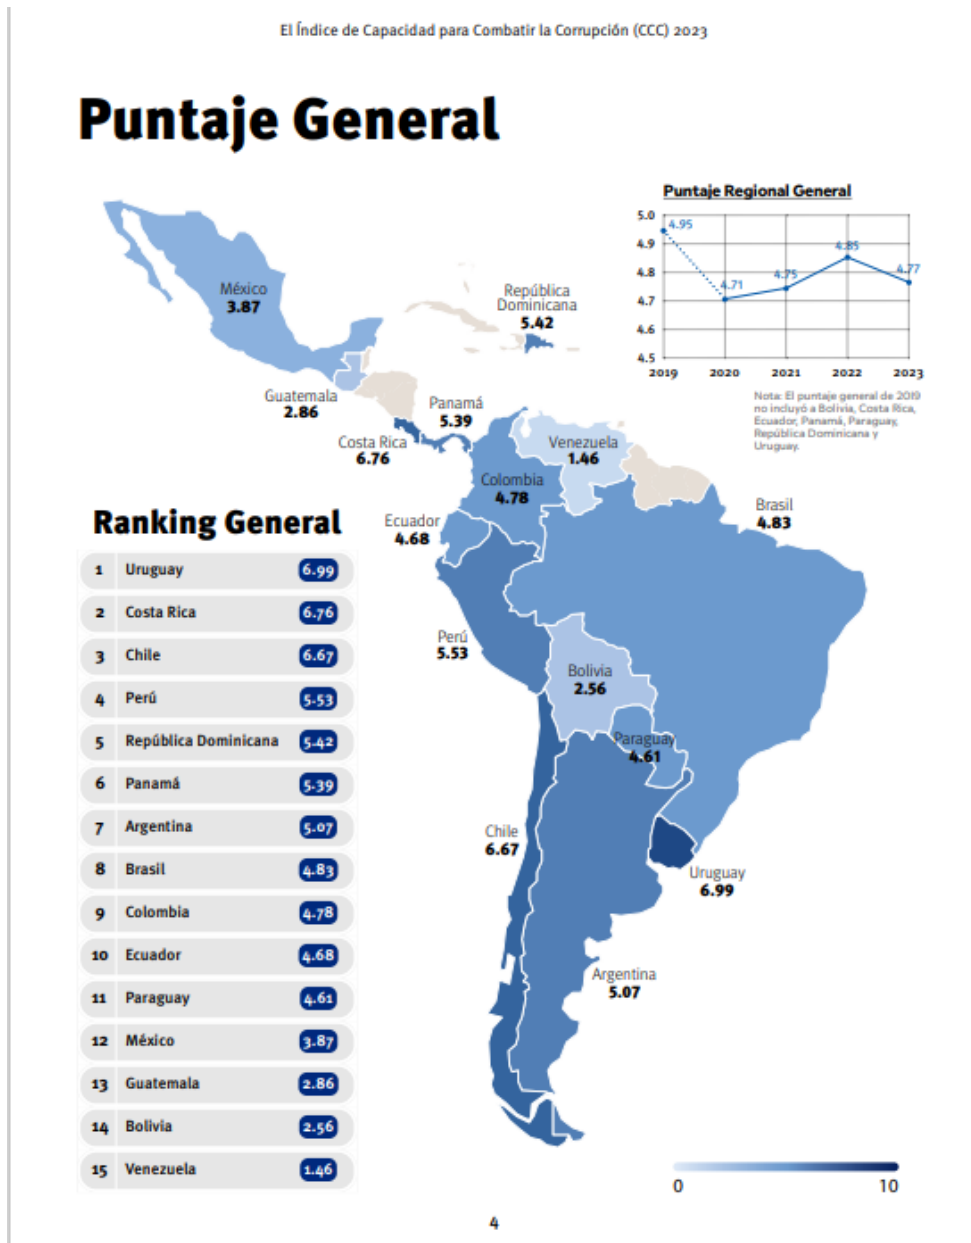 El Índice de Capacidad para Combatir la Corrupción (CCC) 2023
Puntaje General
Puntaje Regional General
5.0
4.9
4.8
4.7
4.6
4.5
4.95
4.71
4.75
4.85
4.77
2019
2020
2021
2022
2023
Nota: El puntaje general de 2019
no incluyó a Bolivia, Costa Rica,
Ecuador, Panamá, Paraguay,
República Dominicana y
Uruguay.
México
3.87
República
Dominicana
5.42
Guatemala
2.86
Panamá
5.39
Costa Rica
6.76
Venezuela
1.46
Colombia
4.78
Ecuador
4.68
Brasil
4.83
Perú
5.53
Bolivia
2.56
Paraguay
4.61
Chile
6.67
Uruguay
6.99
Argentina
5.07
Ranking General
1 Uruguay 6.99
2 Costa Rica 6.76
3 Chile 6.67
4 Perú 5.53
5 República Dominicana 5.42
6 Panamá 5.39
7 Argentina 5.07
8 Brasil 4.83
9 Colombia 4.78
10 Ecuador 4.68
11 Paraguay 4.61
12 México 3.87
13 Guatemala 2.86
14 Bolivia 2.56
15 Venezuela 1.46
0
10
4